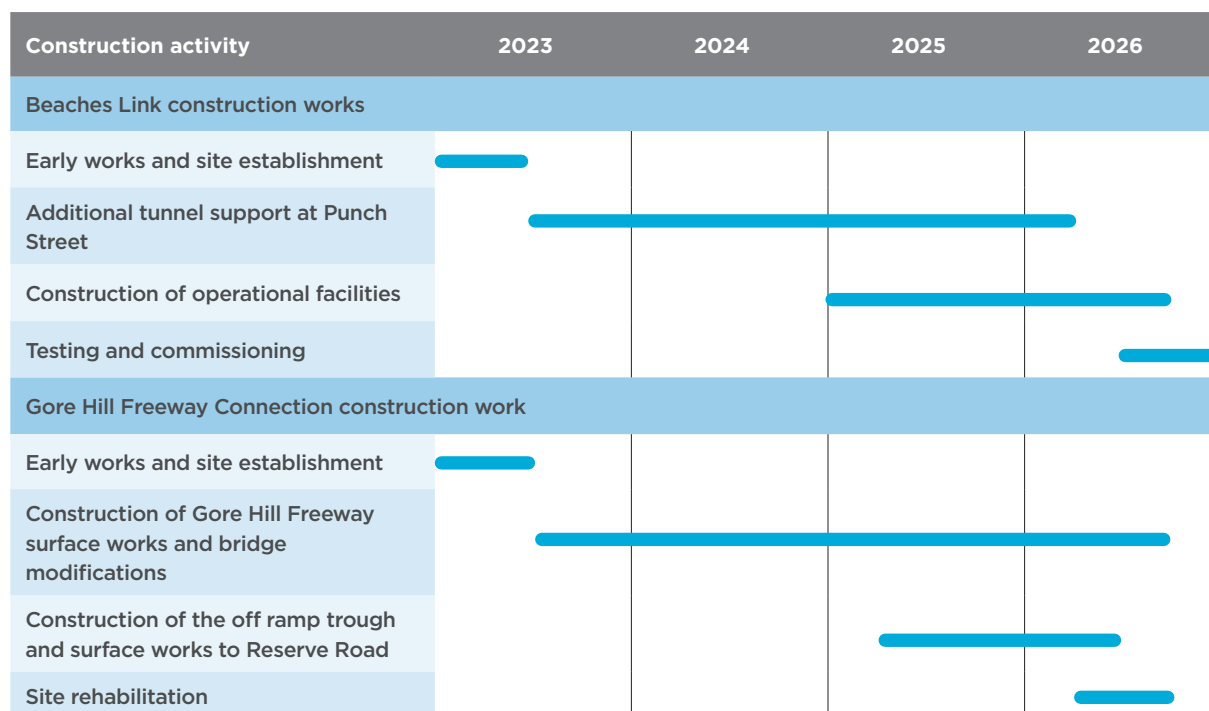 Construction activity 2023 2024 2025 2026
Beaches Link construction works
Early works and site establishment
Additional tunnel support at Punch
Street
Construction of operational facilities
Testing and commissioning
Gore Hill Freeway Connection construction work
Early works and site establishment
Construction of Gore Hill Freeway
surface works and bridge
modifications
Construction of the off ramp trough
and surface works to Reserve Road
Site rehabilitation